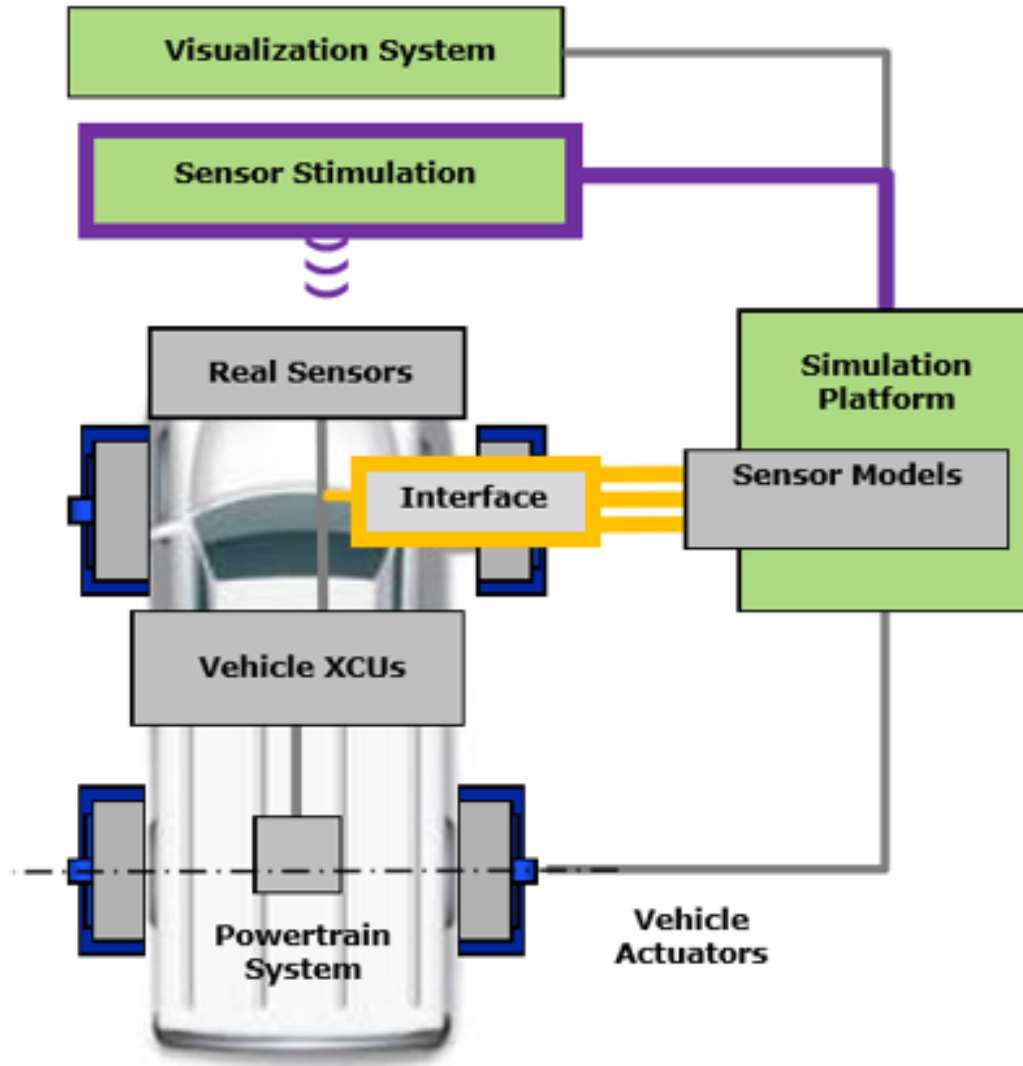 Visualization System
Sensor Stimulation
Real Sensors
Simulation
Platform
Interface
Sensor Models
Vehicle XCUs
Powertrain
System
Vehicle
Actuators